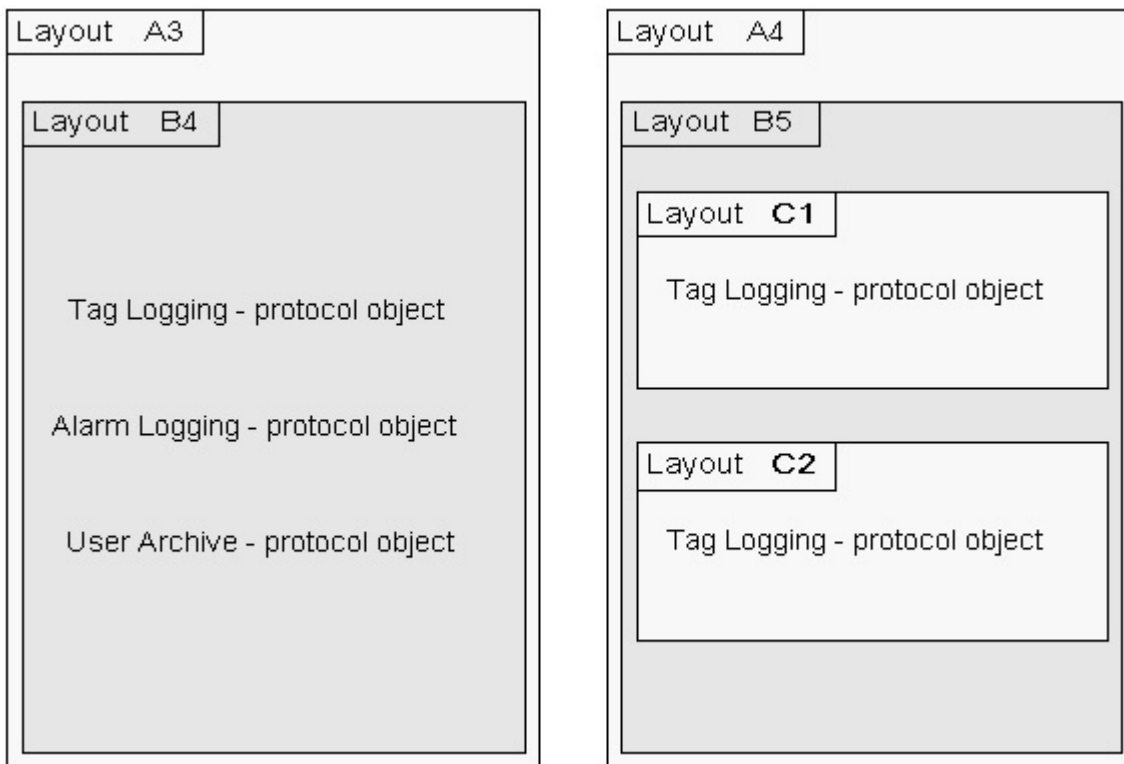 Layout A3
Layout B4
Tag Logging - protocol object
Alarm Logging - protocol object
User Archive - protocol object
Layout A4
Layout B5
Layout C1
Tag Logging - protocol object
Layout C2
Tag Logging - protocol object